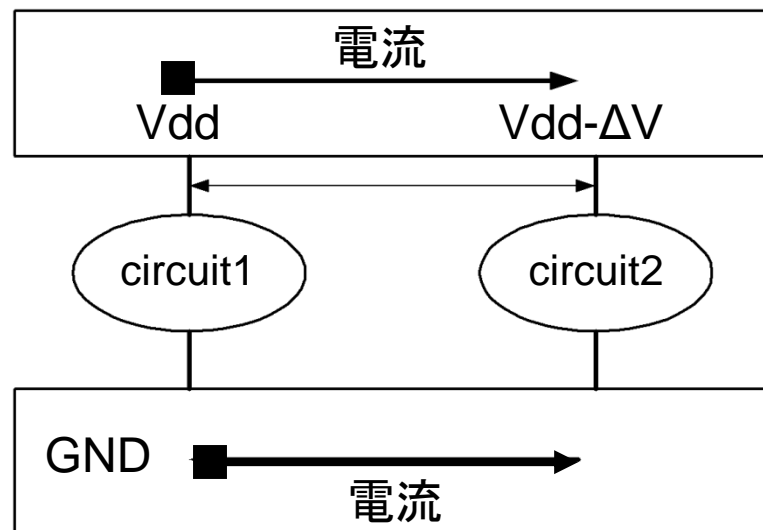 電流
Vdd Vdd-ΔV
circuit1 circuit2
GND
電流